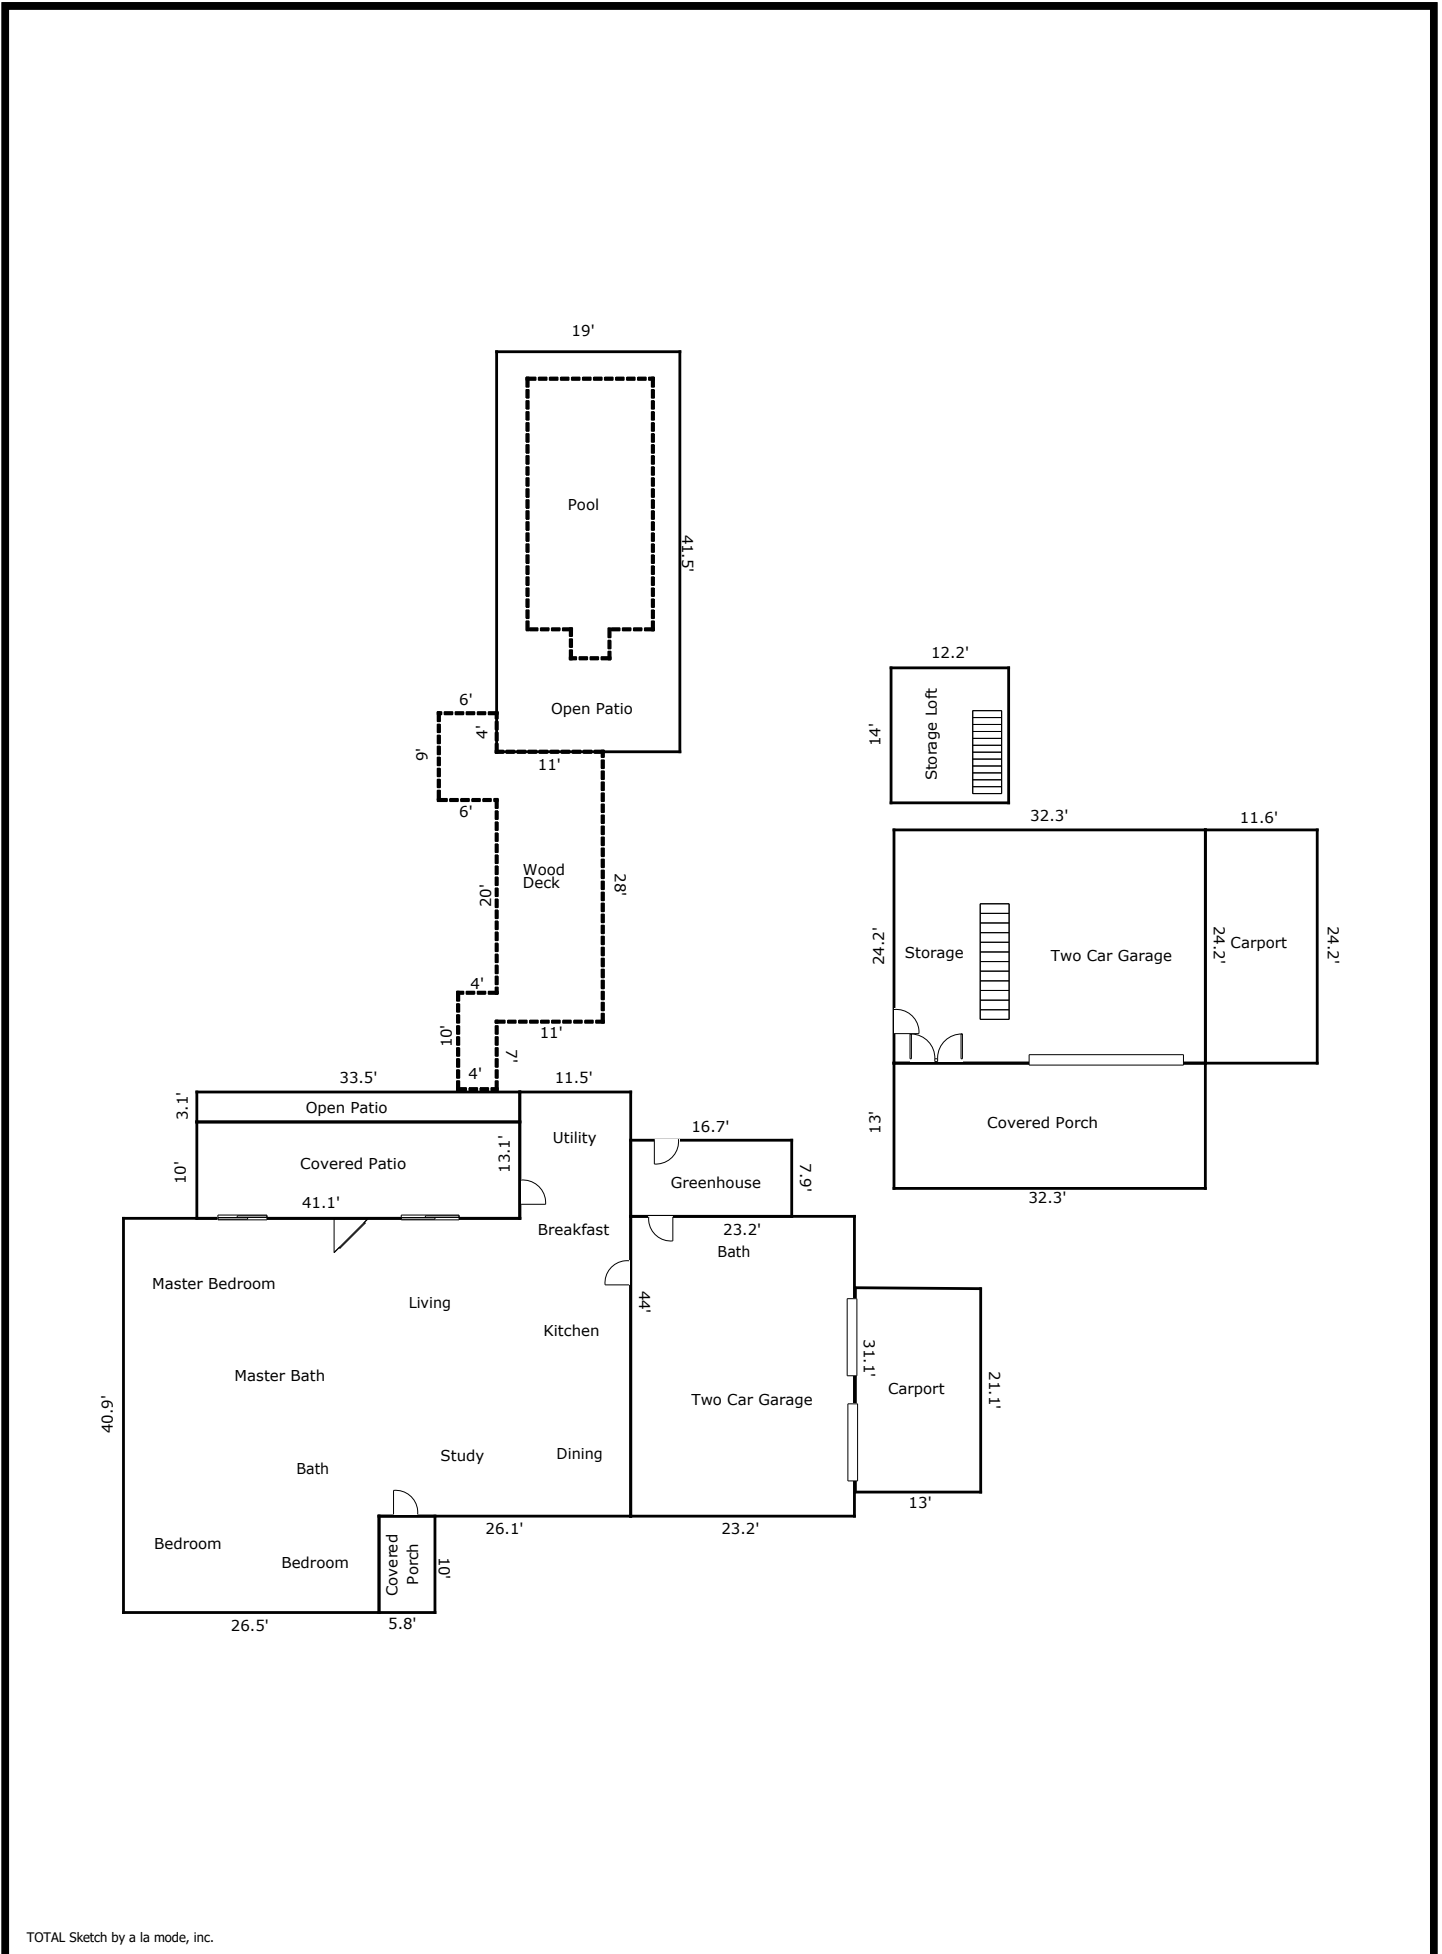 19'
Pool
41.5'
Open Patio
6'
4'
9'
11'
6'
Wood
Deck
20'
28'
4'
11'
10'
7'
4'
12.2'
Storage Loft
14'
32.3'
11.6'
24.2'
Storage
Two Car Garage
24.2'
Carport
24.2'
13'
Covered Porch
32.3'
33.5'
11.5'
3.1'
Open Patio
Utility
16.7'
13.1'
10'
Covered Patio
Greenhouse
7.9'
41.1'
Breakfast
23.2'
Bath
Master Bedroom
Living
44'
Kitchen
31.1'
Master Bath
Carport
21.1'
40.9'
Two Car Garage
Study
Dining
Bath
13'
26.1'
23.2'
Bedroom
Bedroom
Covered
Porch
10'
26.5'
5.8'
TOTAL Sketch by a la mode, inc.